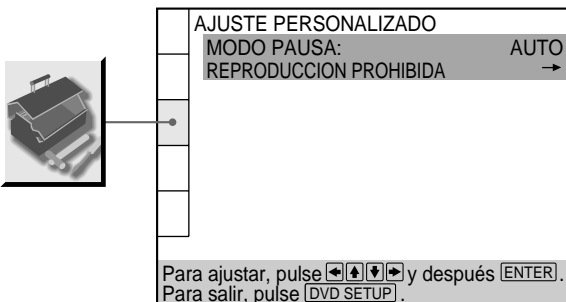 AJUSTE PERSONALIZADO
MODO PAUSA: AUTO
REPRODUCCION PROHIBIDA →
Para ajustar, pulse ←↑↓→ y después ENTER.
Para salir, pulse DVD SETUP.